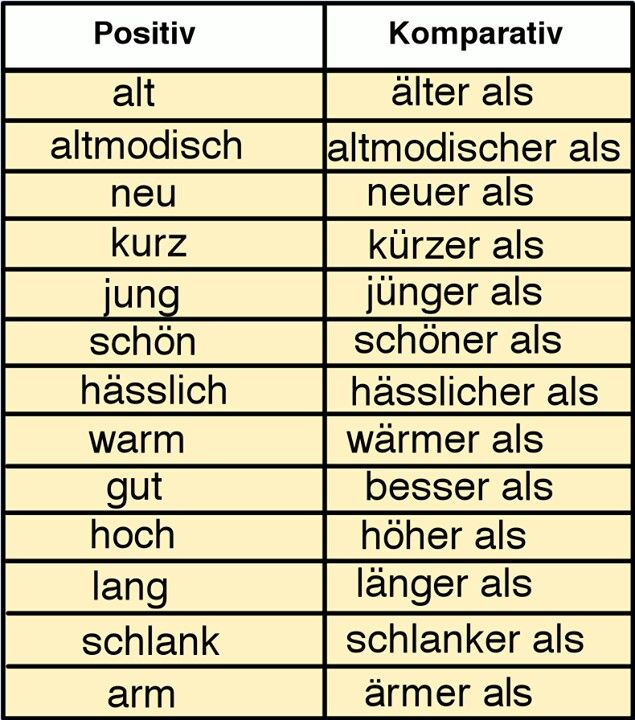 Positiv Komparativ
alt älter als
altmodisch altmodischer als
neu neuer als
kurz kürzer als
jung jünger als
schön schöner als
hässlich hässlicher als
warm wärmer als
gut besser als
hoch höher als
lang länger als
schlank schlanker als
arm ärmer als